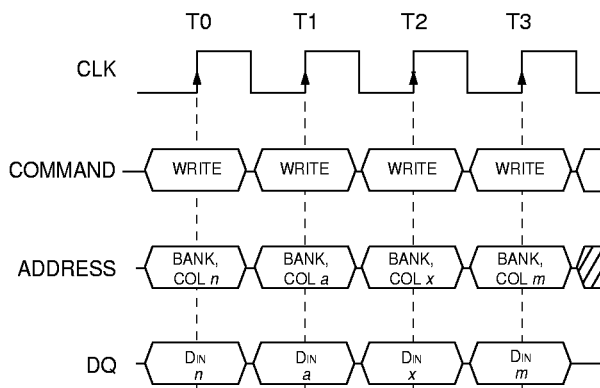 T0 T1 T2 T3
CLK
COMMAND WRITE WRITE WRITE WRITE
ADDRESS BANK, COL n BANK, COL a BANK, COL x BANK, COL m
DQ DIN n DIN a DIN x DIN m